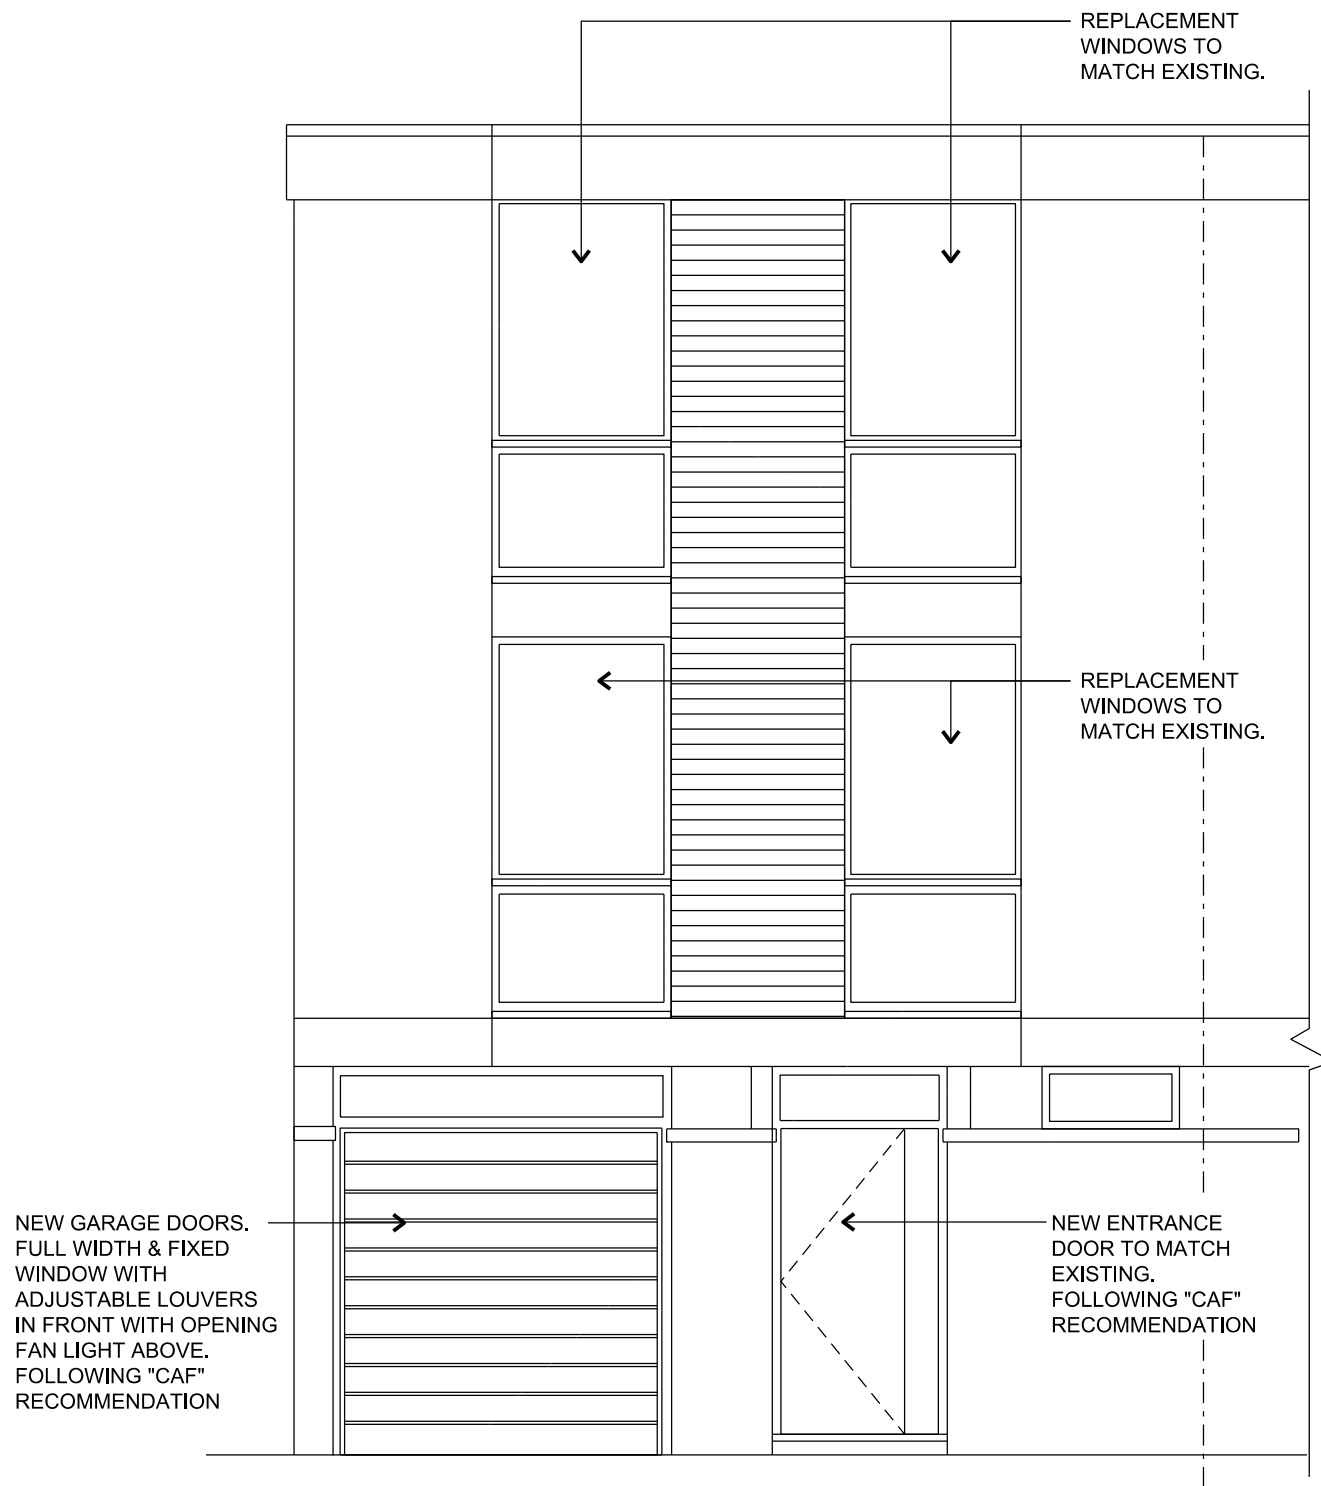 REPLACEMENT
WINDOWS TO
MATCH EXISTING.
REPLACEMENT
WINDOWS TO
MATCH EXISTING.
NEW GARAGE DOORS.
FULL WIDTH & FIXED
WINDOW WITH
ADJUSTABLE LOUVERS
IN FRONT WITH OPENING
FAN LIGHT ABOVE.
FOLLOWING "CAF"
RECOMMENDATION
NEW ENTRANCE
DOOR TO MATCH
EXISTING.
FOLLOWING "CAF"
RECOMMENDATION